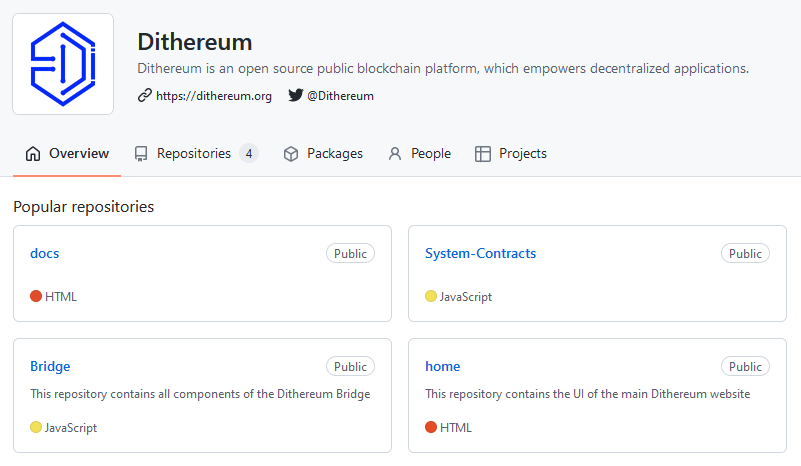 Dithereum
Dithereum is an open source public blockchain platform, which empowers decentralized applications.
https://dithereum.org @Dithereum
Overview Repositories 4 Packages People Projects
Popular repositories
docs Public
HTML
System-Contracts Public
JavaScript
Bridge Public
This repository contains all components of the Dithereum Bridge
JavaScript
home Public
This repository contains the UI of the main Dithereum website
HTML